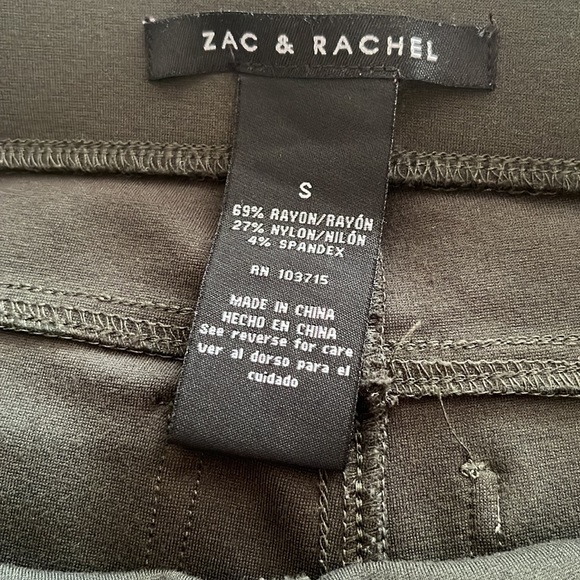 ZAC & RACHEL
S
69% RAYON/RAYÓN
27% NYLON/NILÓN
4% SPANDEX
RN 103715
MADE IN CHINA
HECHO EN CHINA
See reverse for care
ver al dorso para el
cuidado